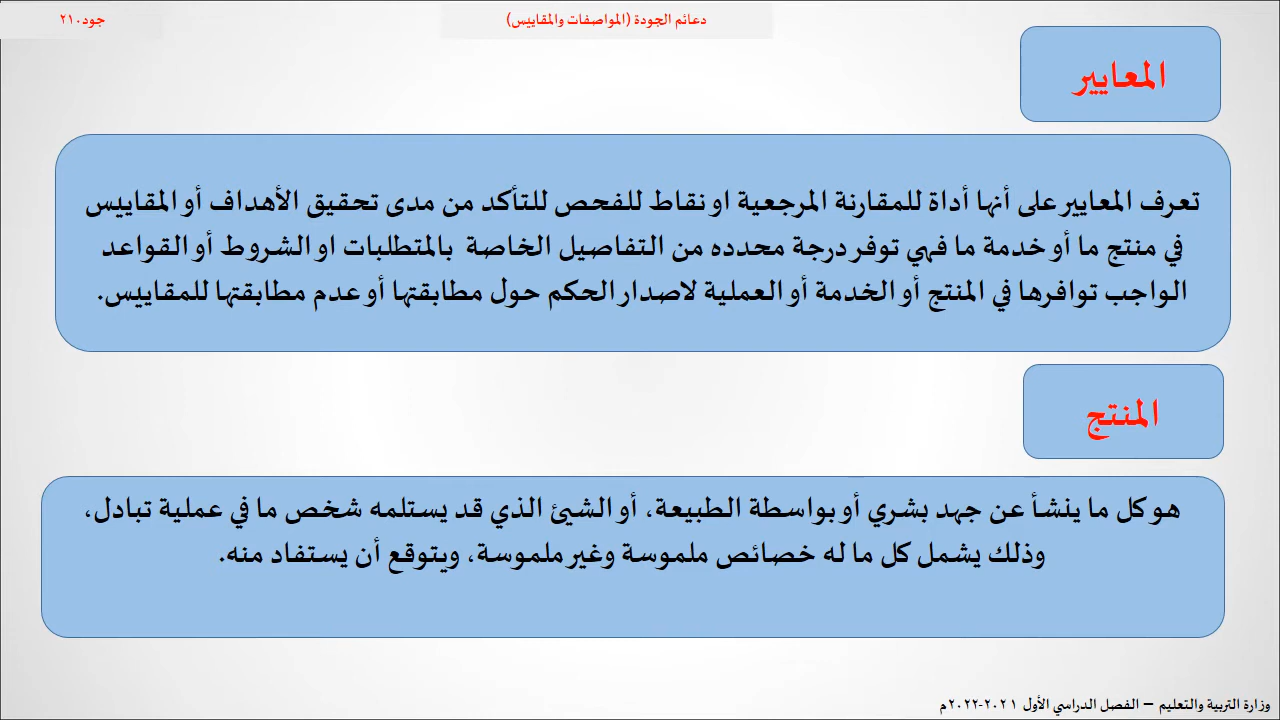 دعائم الجودة (المواصفات والمقاييس)
جود٢١٠
المعايير
تعرف المعايير على أنها أداة للمقارنة المرجعية او نقاط للفحص للتأكد من مدى تحقيق الأهداف أو المقاييس
في منتج ما أو خدمة ما فهي توفر درجة محدده من التفاصيل الخاصة بالمتطلبات او الشروط أو القواعد
الواجب توافرها في المنتج أو الخدمة أو العملية لاصدار الحكم حول مطابقتها أو عدم مطابقتها للمقاييس.
المنتج
هو كل ما ينشأ عن جهد بشري أو بواسطة الطبيعة، أو الشيئ الذي قد يستلمه شخص ما في عملية تبادل،
وذلك يشمل كل ما له خصائص ملموسة وغير ملموسة، ويتوقع أن يستفاد منه.
وزارة التربية والتعليم – الفصل الدراسي الأول ٢٠٢١-٢٠٢٢م